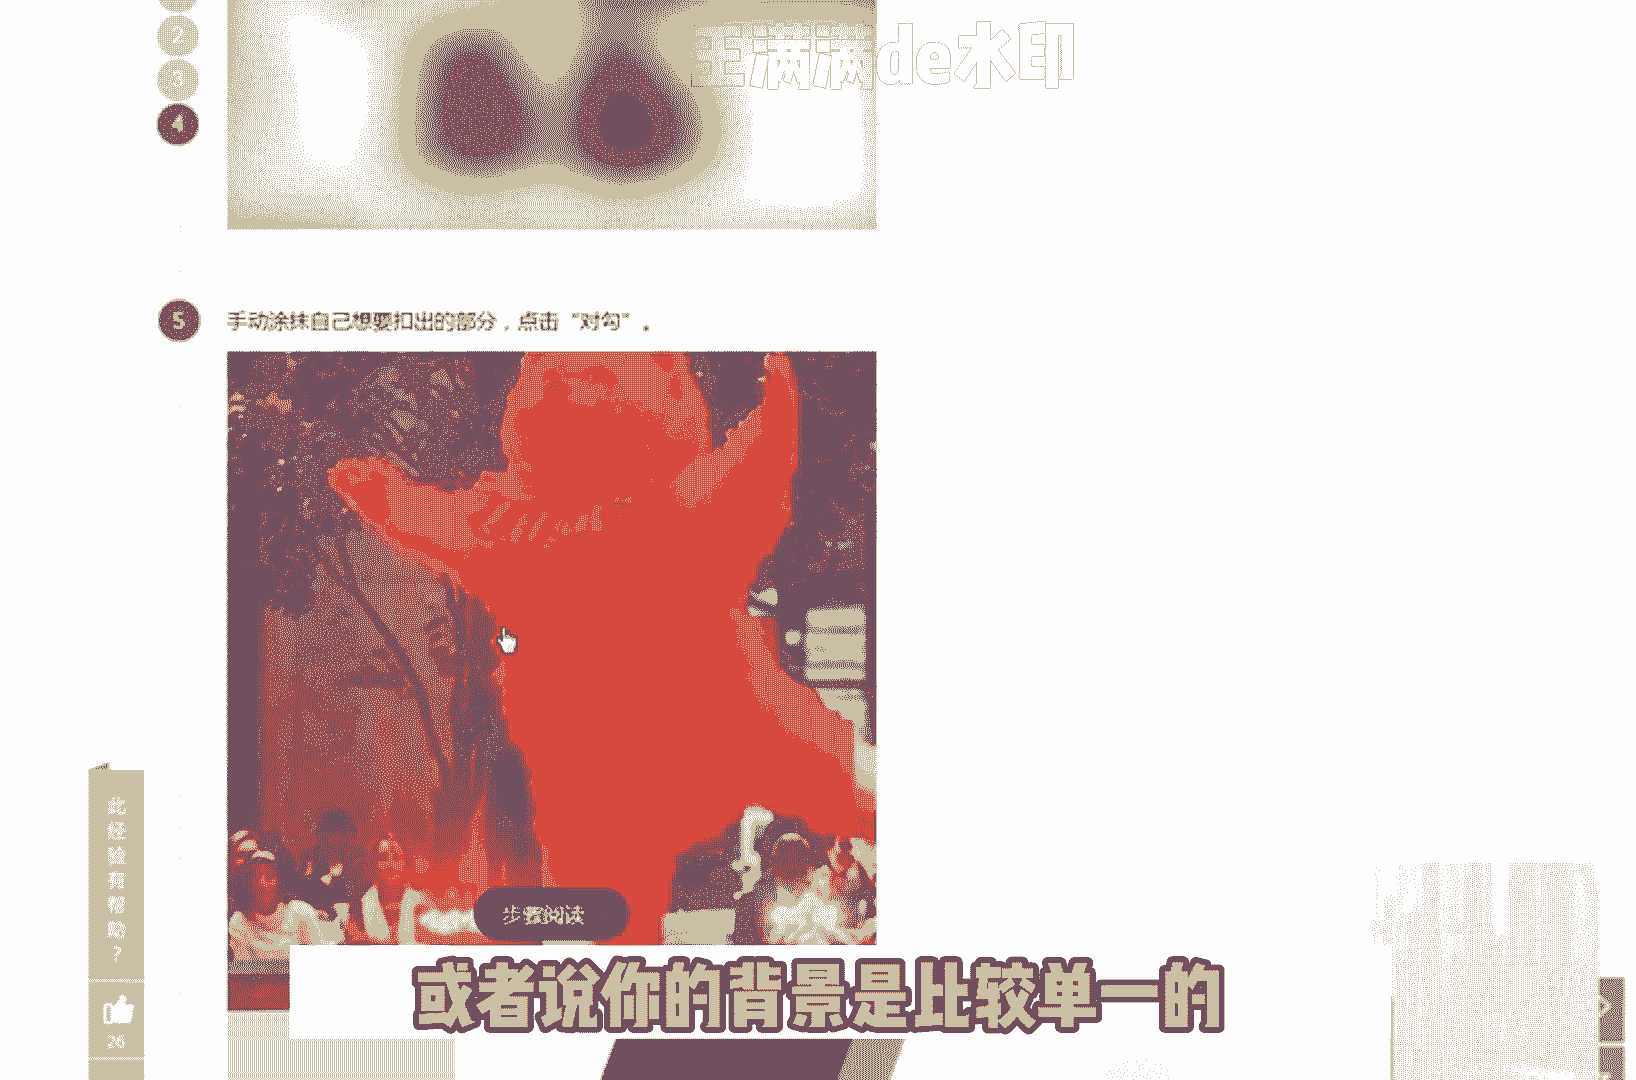 2
王满满de水印
3
4
5 手动涂抹自己想要扣出的部分，点击“对勾”。
此经验有帮助？
步骤阅读
26
或者说你的背景是比较单一的